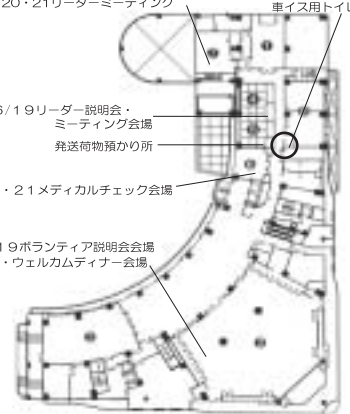 20・21リーダーミーティング
車イス用トイレ
6/19リーダー説明会・
ミーティング会場
発送荷物預かり所
・21メディカルチェック会場
19ボランティア説明会会場
・ウェルカムディナー会場